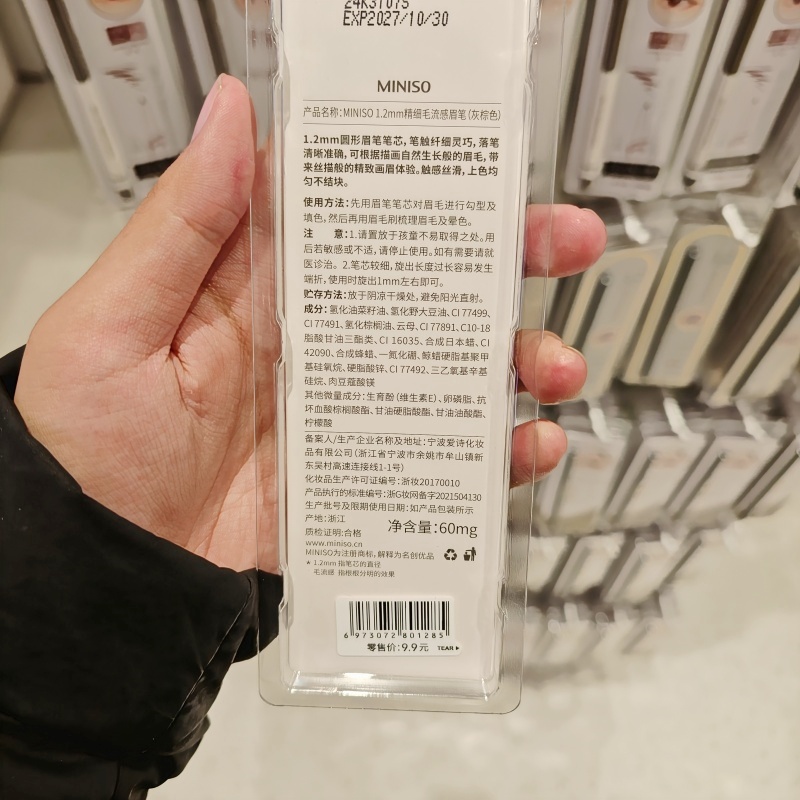 24K3107S
EXP2027/10/30
MINISO
产品名称:MINISO 1.2mm精细毛流感眉笔(灰棕色)
1.2mm圆形眉笔笔芯，笔触纤细灵巧，落笔
清晰准确，可根据描画自然生长般的眉毛，带
来丝描般的精致画眉体验。触感丝滑，上色均
匀不结块。
使用方法:先用眉笔笔芯对眉毛进行勾型及
填色，然后再用眉毛刷梳理眉毛及晕色。
注 意:1.请置放于孩童不易取得之处。用
后若敏感或不适，请停止使用。如有需要请就
医诊治。2.笔芯较细，旋出长度过长容易发生
端折，使用时旋出1mm左右即可。
贮存方法:放于阴凉干燥处，避免阳光直射。
成分:氢化油菜籽油、氢化野大豆油、CI 77499、
CI 77491、氢化棕榈油、云母、CI 77891、C10-18
脂酸甘油三酯类、CI 16035、合成日本蜡、CI
42090、合成蜂蜡、一氮化硼、鲸蜡硬脂基聚甲
基硅氧烷、硬脂酸锌、CI 77492、三乙氧基辛基
硅烷、肉豆蔻酸镁
其他微量成分:生育酚(维生素E)、卵磷脂、抗
坏血酸棕榈酸酯、甘油硬脂酸酯、甘油油酸酯、
柠檬酸
备案人/生产企业名称及地址:宁波爱诗化妆
品有限公司(浙江省宁波市余姚市牟山镇新
东吴村高速连接线1-1号)
化妆品生产许可证编号:浙妆20170010
产品执行的标准编号:浙G妆网备字2021504130
生产批号及限期使用日期:如产品包装所示
产地:浙江
净含量:60mg
质检证明:合格
www.miniso.cn
MINISO为注册商标,解释为名创优品
★ 1.2mm 指笔芯的直径
毛流感 指根根分明的效果
6 973072 801285
零售价:9.9元 TEAR